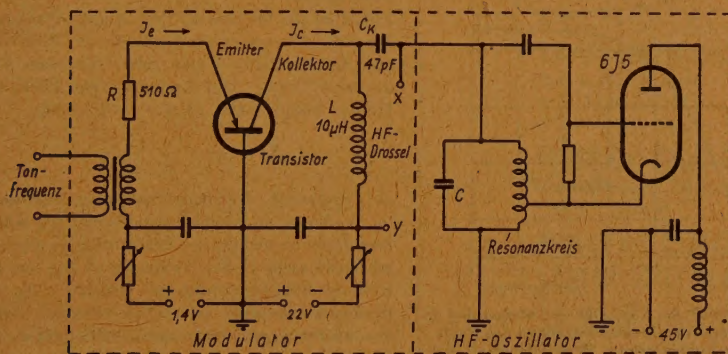 Je →
Emitter
Jc →
Kollektor
CK
47pF
x
R
510Ω
L
10µH
HF-
Drossel
Transistor
Ton-
frequenz
y
+ −
1,4V
+ −
22V
Modulator
6J5
C
Resonanzkreis
− 45V +
HF-Oszillator